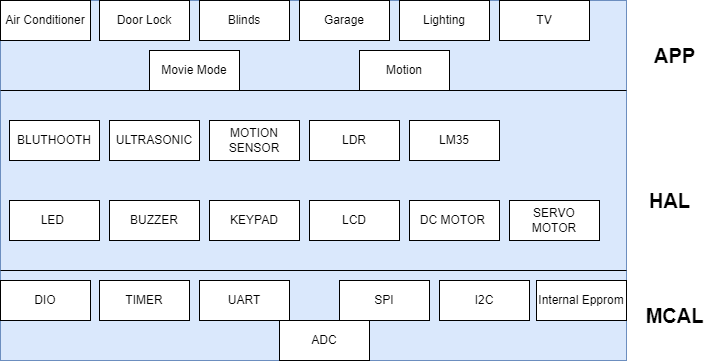 Air Conditioner
Door Lock
Blinds
Garage
Lighting
TV
Movie Mode
Motion
APP
BLUTHOOTH
ULTRASONIC
MOTION
SENSOR
LDR
LM35
LED
BUZZER
KEYPAD
LCD
DC MOTOR
SERVO
MOTOR
HAL
DIO
TIMER
UART
SPI
I2C
Internal Epprom
ADC
MCAL